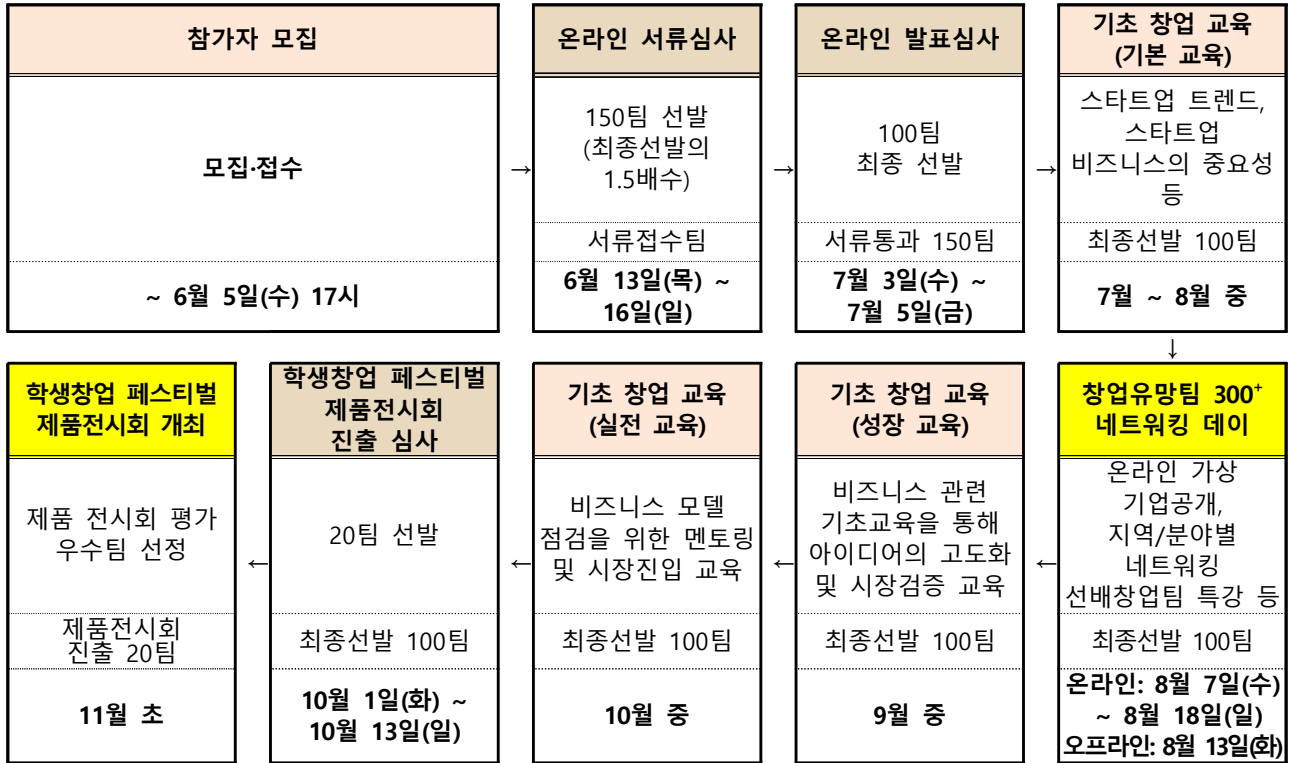 참가자 모집
모집·접수
~ 6월 5일(수) 17시
→
온라인 서류심사
150팀 선발
(최종선발의
1.5배수)
서류접수팀
6월 13일(목) ~
16일(일)
→
온라인 발표심사
100팀
최종 선발
서류통과 150팀
7월 3일(수) ~
7월 5일(금)
→
기초 창업 교육
(기본 교육)
스타트업 트렌드,
스타트업
비즈니스의 중요성
등
최종선발 100팀
7월 ~ 8월 중
↓
창업유망팀 300⁺
네트워킹 데이
온라인 가상
기업공개,
지역/분야별
네트워킹
선배창업팀 특강 등
최종선발 100팀
온라인: 8월 7일(수)
~ 8월 18일(일)
오프라인: 8월 13일(화)
←
기초 창업 교육
(성장 교육)
비즈니스 관련
기초교육을 통해
아이디어의 고도화
및 시장검증 교육
최종선발 100팀
9월 중
←
기초 창업 교육
(실전 교육)
비즈니스 모델
점검을 위한 멘토링
및 시장진입 교육
최종선발 100팀
10월 중
←
학생창업 페스티벌
제품전시회
진출 심사
20팀 선발
최종선발 100팀
10월 1일(화) ~
10월 13일(일)
←
학생창업 페스티벌
제품전시회 개최
제품 전시회 평가
우수팀 선정
제품전시회
진출 20팀
11월 초